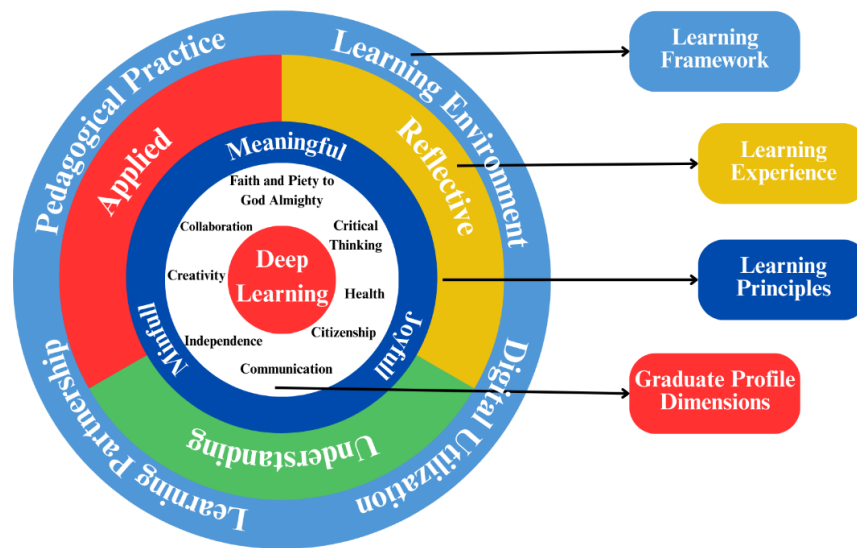 Pedagogical Practice
Learning Environment
Digital Utilization
Learning Partnership
Applied
Reflective
Understanding
Meaningful
Joyfull
Minfull
Faith and Piety to
God Almighty
Critical
Thinking
Health
Citizenship
Communication
Independence
Creativity
Collaboration
Deep
Learning
Learning
Framework
Learning
Experience
Learning
Principles
Graduate Profile
Dimensions